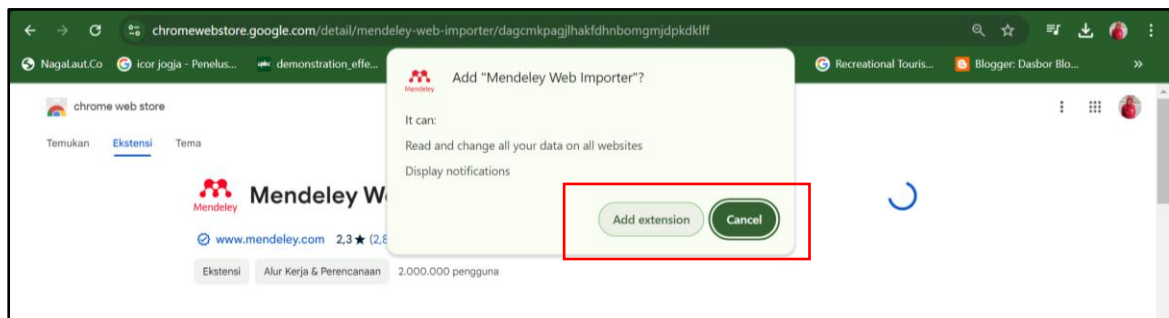 chromewebstore.google.com/detail/mendeley-web-importer/dagcmkpagjlhakfdhnbomgmjdpkdklff
NagaLaut.Co icor jogja - Penelus... demonstration_effe... Recreational Touris... Blogger: Dasbor Blo... »
Mendeley
Add "Mendeley Web Importer"?
It can:
Read and change all your data on all websites
Display notifications
Add extension Cancel
chrome web store
Temukan Ekstensi Tema
Mendeley
Mendeley W
www.mendeley.com 2,3 ★ (2,8
Ekstensi Alur Kerja & Perencanaan 2.000.000 pengguna